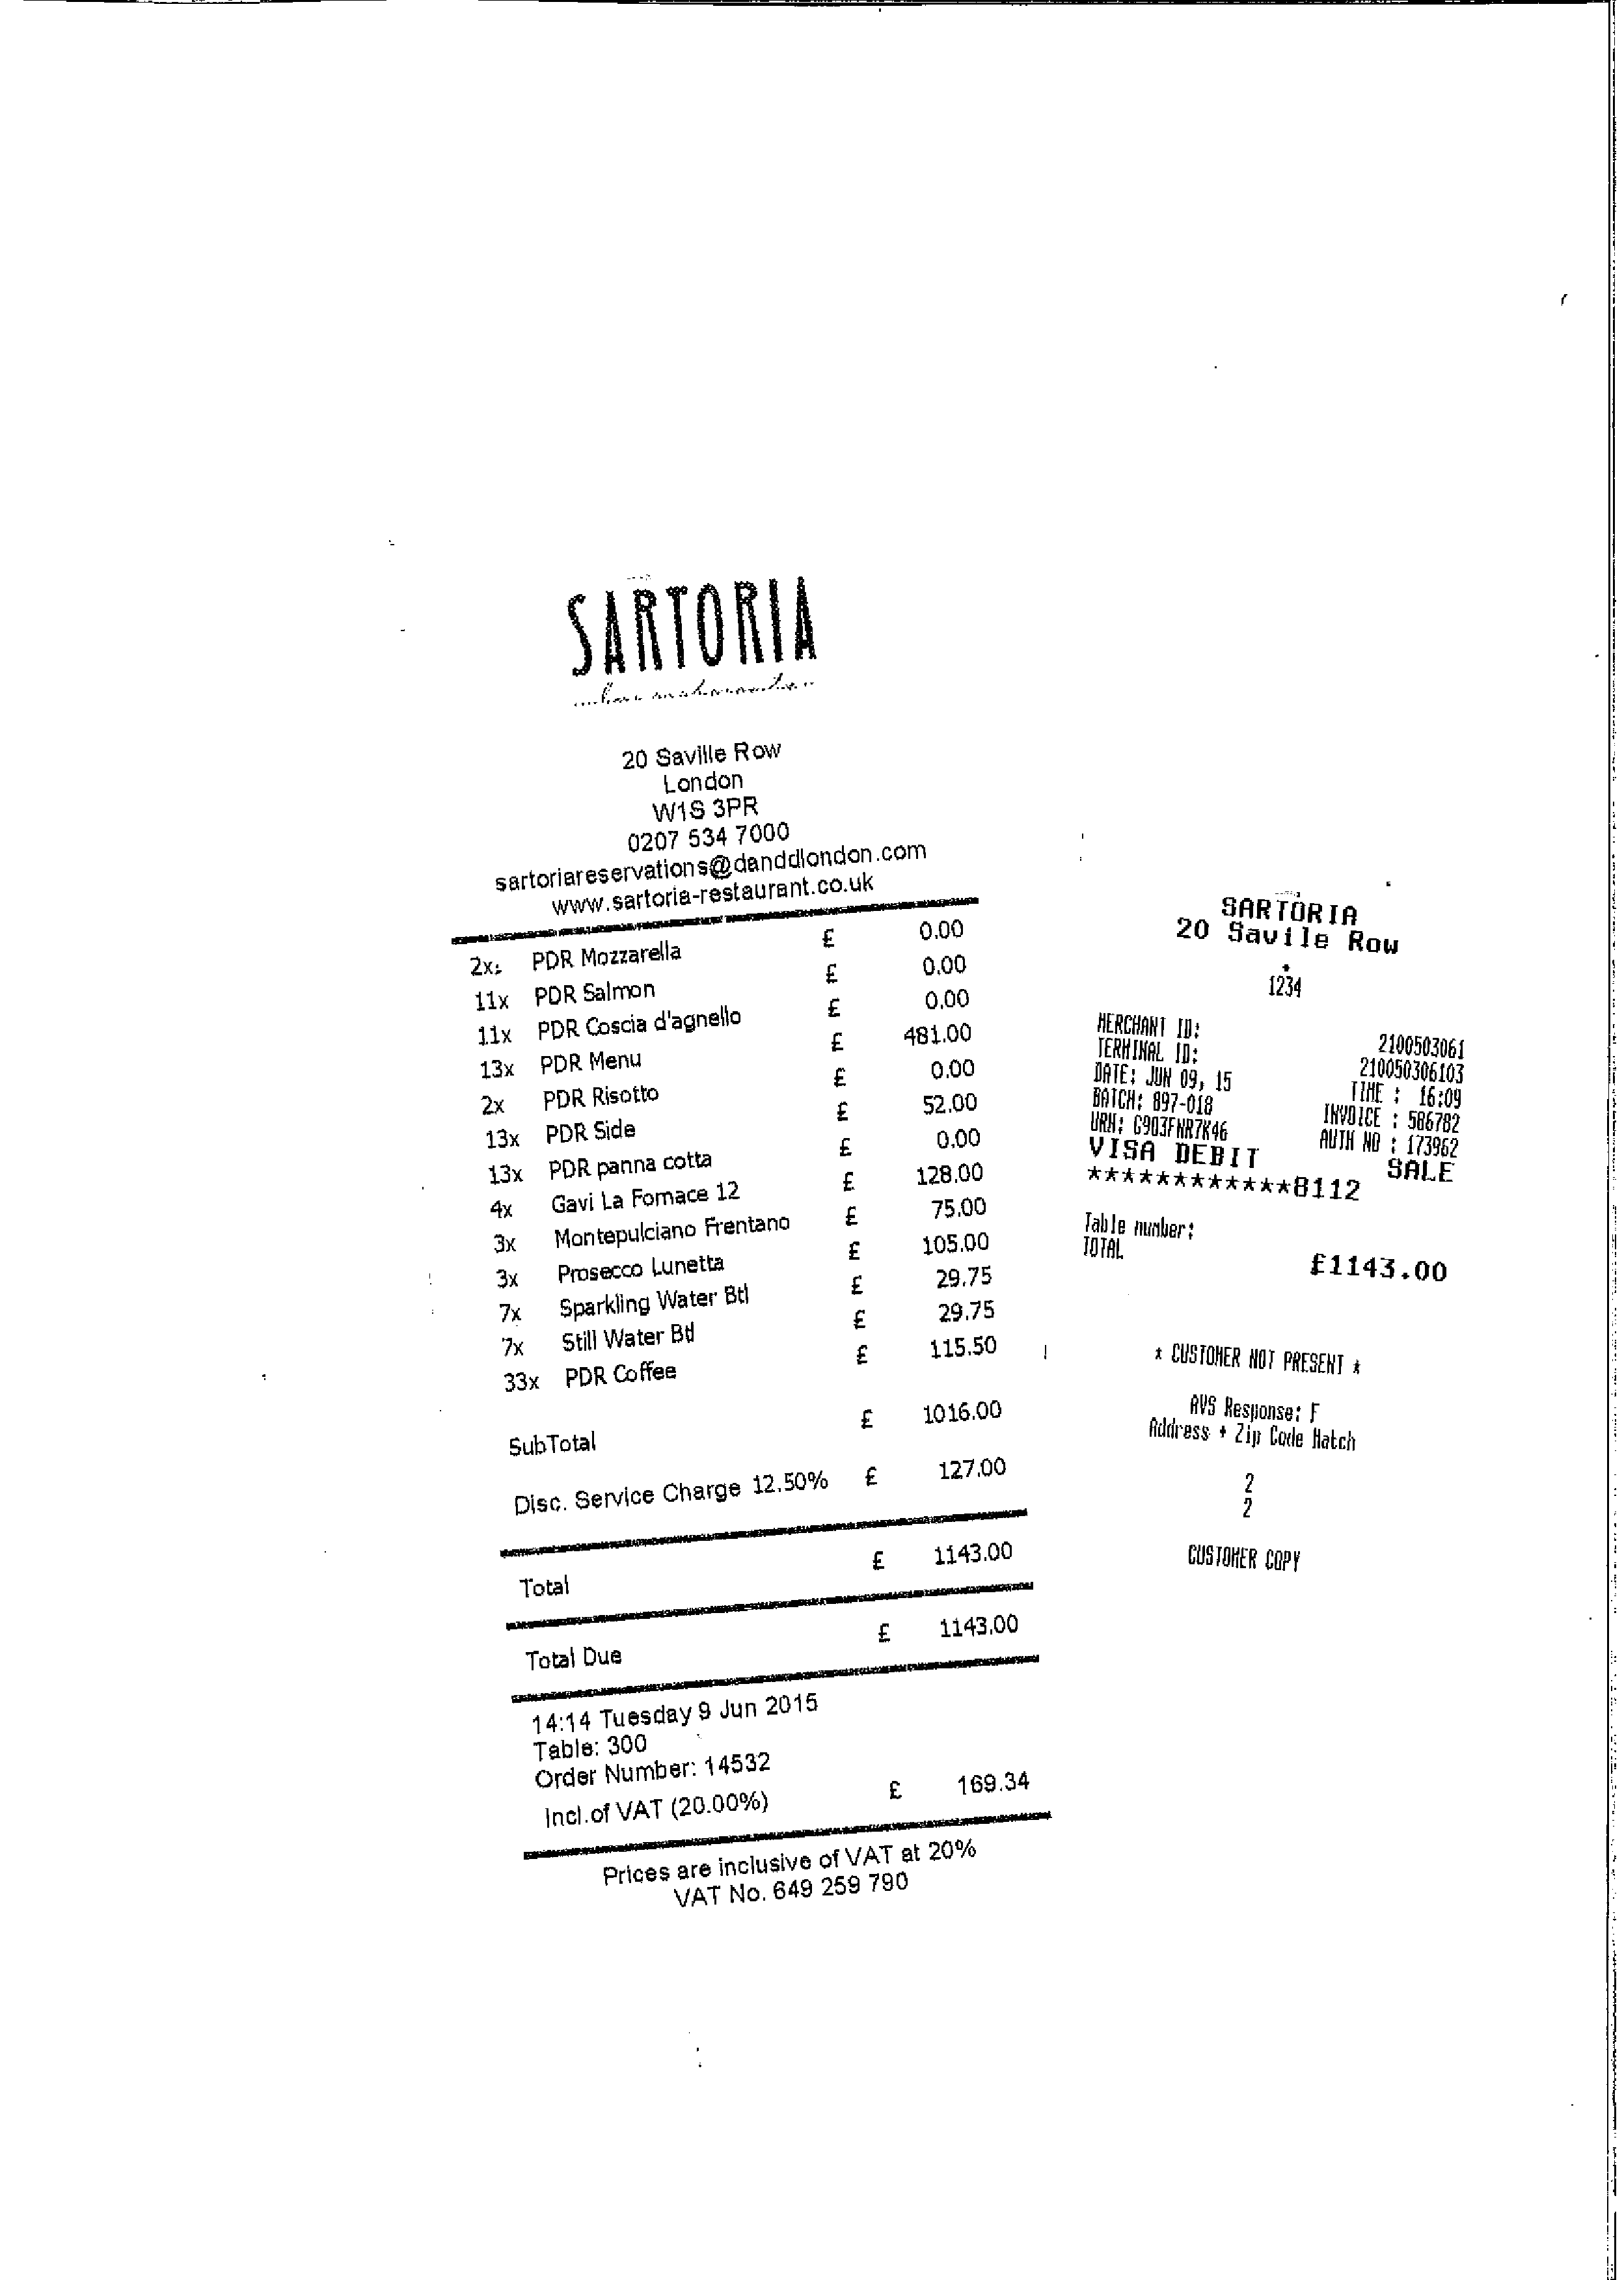 SARTORIA
20 Saville Row
London
W1S 3PR
0207 534 7000
sartoriareservations@danddlondon.com
www.sartoria-restaurant.co.uk
2x PDR Mozzarella £ 0.00
11x PDR Salmon £ 0.00
11x PDR Coscia d'agnello £ 0.00
13x PDR Menu £ 481.00
2x PDR Risotto £ 0.00
13x PDR Side £ 52.00
13x PDR panna cotta £ 0.00
4x Gavi La Fornace 12 £ 128.00
3x Montepulciano Frentano £ 75.00
3x Prosecco Lunetta £ 105.00
7x Sparkling Water Btl £ 29.75
7x Still Water Btl £ 29.75
33x PDR Coffee £ 115.50
SubTotal £ 1016.00
Disc. Service Charge 12.50% £ 127.00
Total £ 1143.00
Total Due £ 1143.00
14:14 Tuesday 9 Jun 2015
Table: 300
Order Number: 14532
Incl.of VAT (20.00%) £ 169.34
Prices are inclusive of VAT at 20%
VAT No. 649 259 790
SARTORIA
20 Savile Row
1234
MERCHANT ID: 2100503061
TERMINAL ID: 210050306103
DATE: JUN 09, 15 TIME : 16:09
BATCH: 897-018 INVOICE : 586782
URN: G903FNR7K46 AUTH NO : 173962
VISA DEBIT SALE
************8112
Table number:
TOTAL £1143.00
* CUSTOMER NOT PRESENT *
AVS Response: F
Address + Zip Code Match
2
2
CUSTOMER COPY